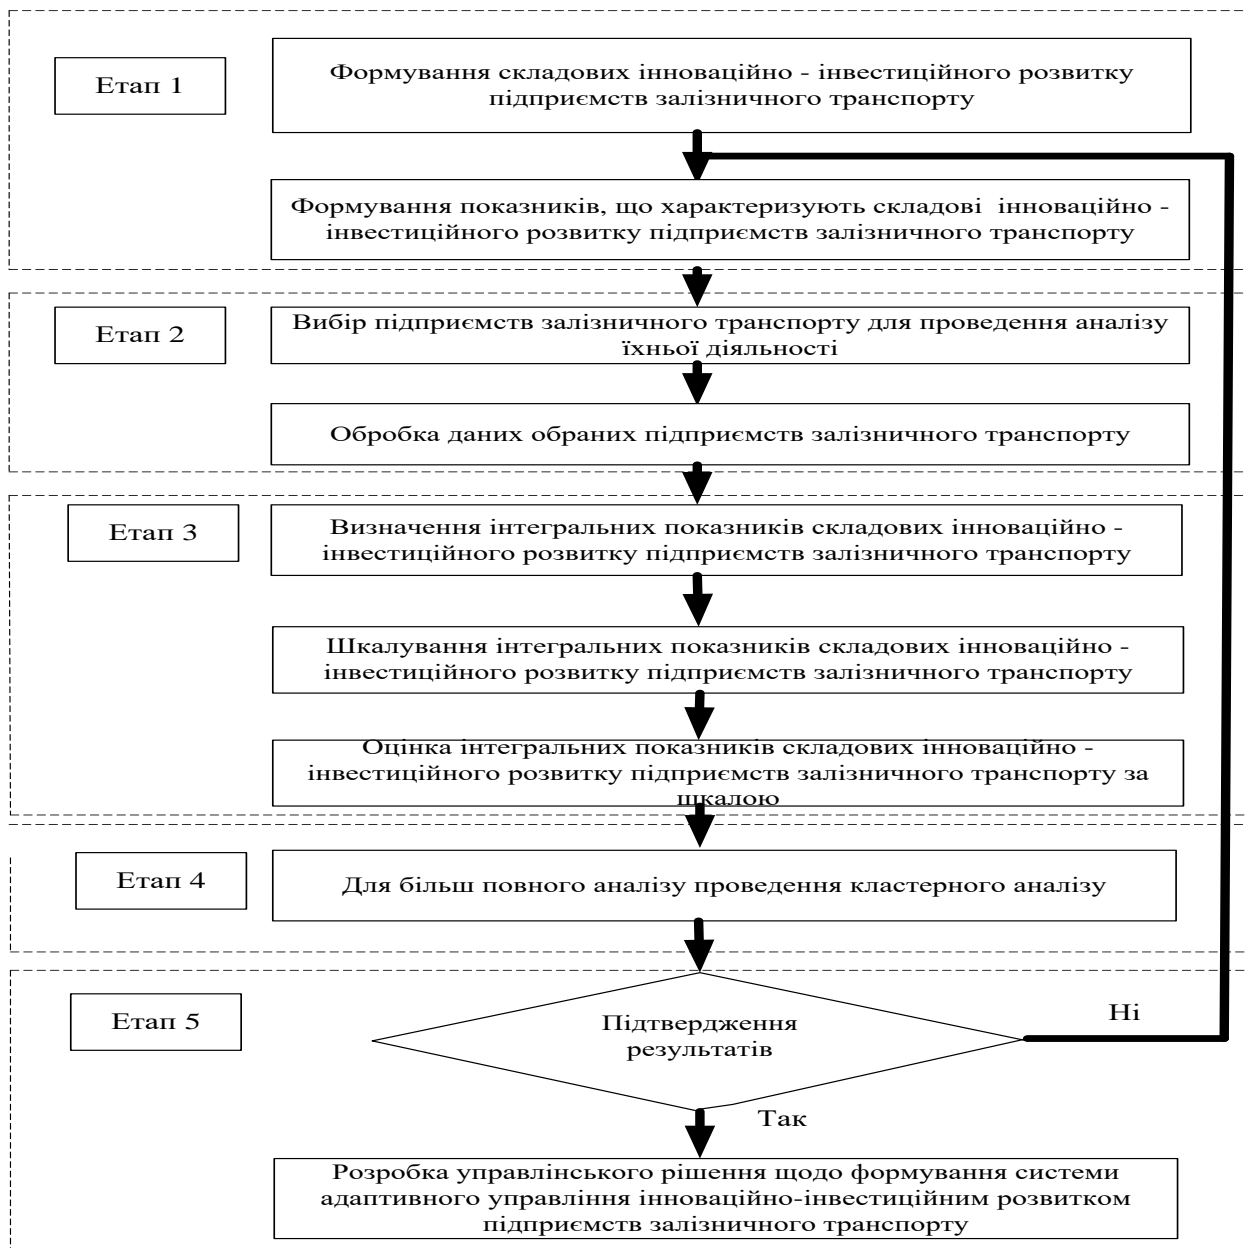 Етап 1
Формування складових інноваційно - інвестиційного розвитку
підприємств залізничного транспорту
Формування показників, що характеризують складові інноваційно -
інвестиційного розвитку підприємств залізничного транспорту
Етап 2
Вибір підприємств залізничного транспорту для проведення аналізу
їхньої діяльності
Обробка даних обраних підприємств залізничного транспорту
Етап 3
Визначення інтегральних показників складових інноваційно -
інвестиційного розвитку підприємств залізничного транспорту
Шкалування інтегральних показників складових інноваційно -
інвестиційного розвитку підприємств залізничного транспорту
Оцінка інтегральних показників складових інноваційно -
інвестиційного розвитку підприємств залізничного транспорту за
шкалою
Етап 4
Для більш повного аналізу проведення кластерного аналізу
Етап 5
Підтвердження
результатів
Ні
Так
Розробка управлінського рішення щодо формування системи
адаптивного управління інноваційно-інвестиційним розвитком
підприємств залізничного транспорту